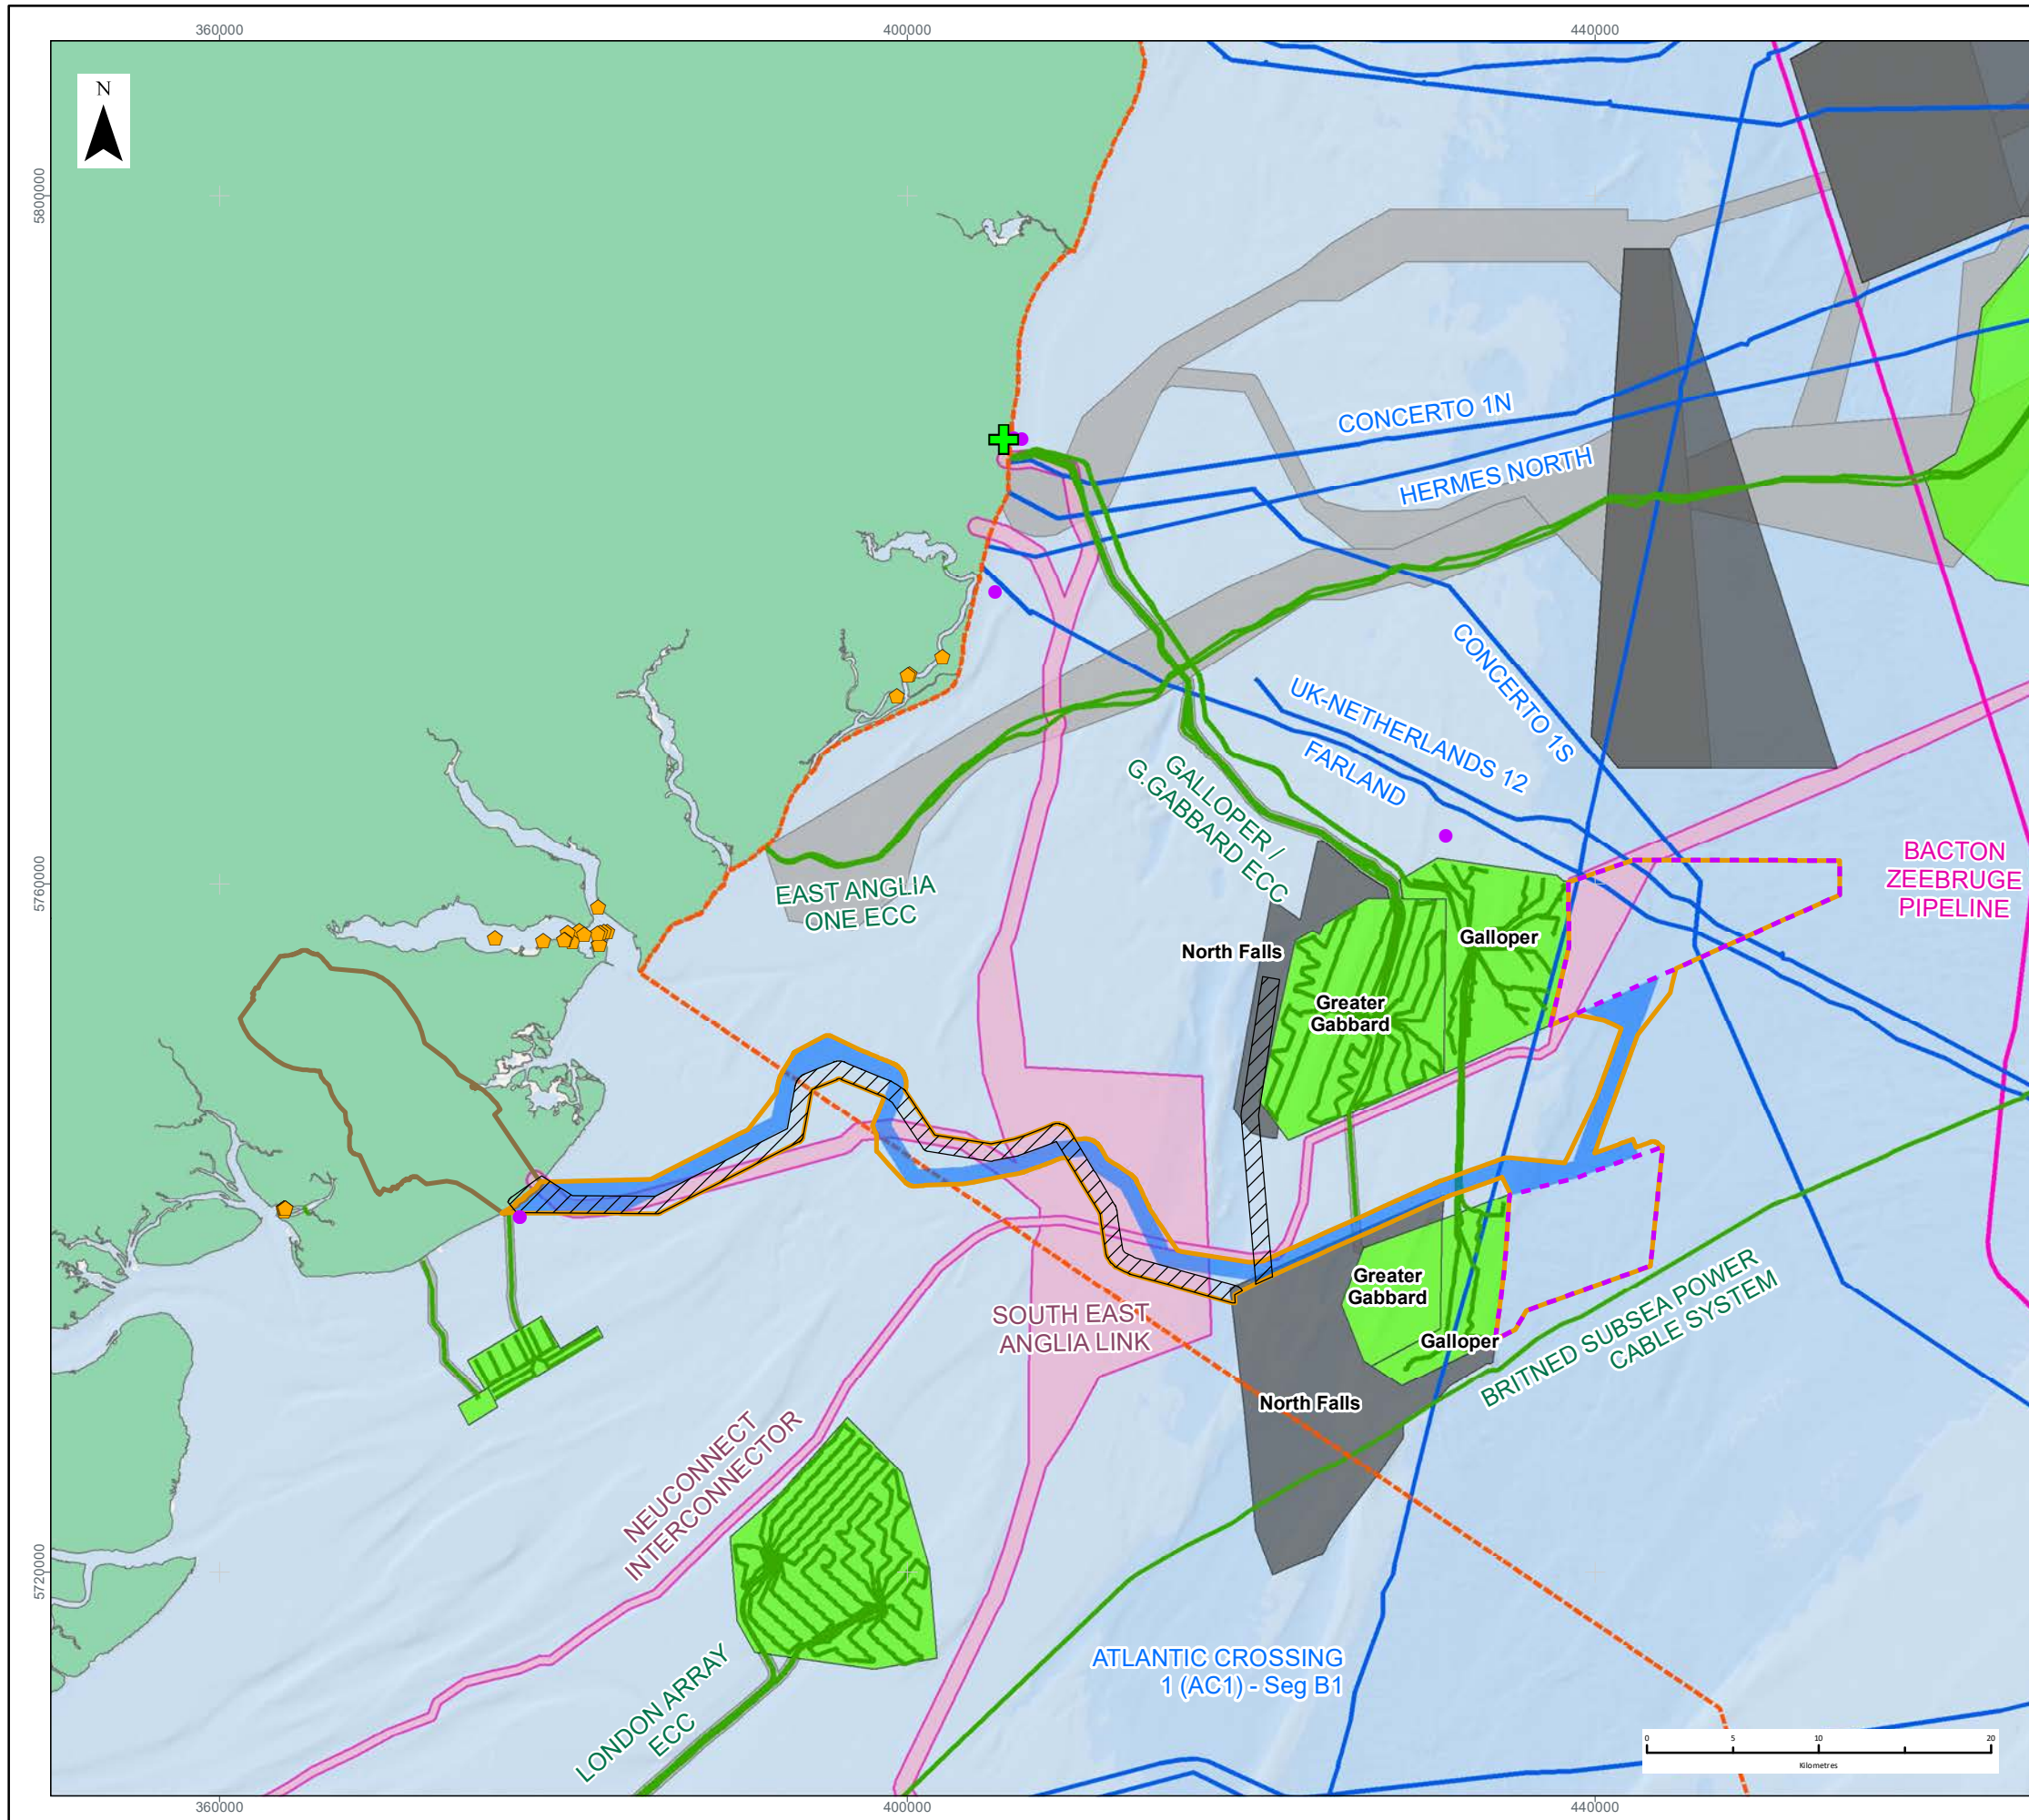 360000
400000
440000
N
5800000
CONCERTO 1N
HERMES NORTH
CONCERTO 1S
UK-NETHERLANDS 12
FARLAND
GALLOPER /
G.GABBARD ECC
5760000
BACTON
ZEEBRUGE
PIPELINE
EAST ANGLIA
ONE ECC
Galloper
North Falls
Greater
Gabbard
Greater
Gabbard
SOUTH EAST
ANGLIA LINK
Galloper
BRITNED SUBSEA POWER
CABLE SYSTEM
North Falls
NEUCONNECT
INTERCONNECTOR
5720000
ATLANTIC CROSSING
1 (AC1) - Seg B1
LONDON ARRAY
ECC
0 5 10 20
Kilometres
360000
400000
440000